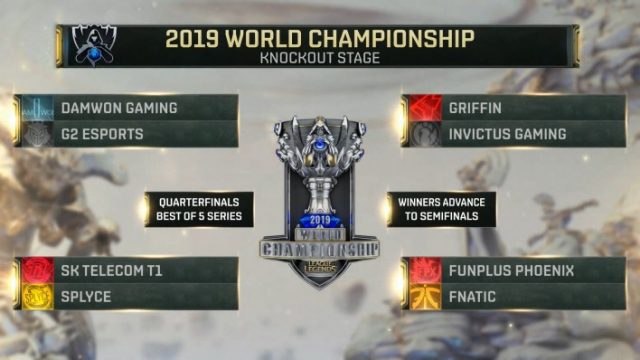 2019 WORLD CHAMPIONSHIP
KNOCKOUT STAGE
DAMWON GAMING
G2 ESPORTS
GRIFFIN
INVICTUS GAMING
QUARTERFINALS
BEST OF 5 SERIES
WINNERS ADVANCE
TO SEMIFINALS
2019
WORLD
CHAMPIONSHIP
LEAGUE
LEGENDS
SK TELECOM T1
SPLYCE
FUNPLUS PHOENIX
FNATIC